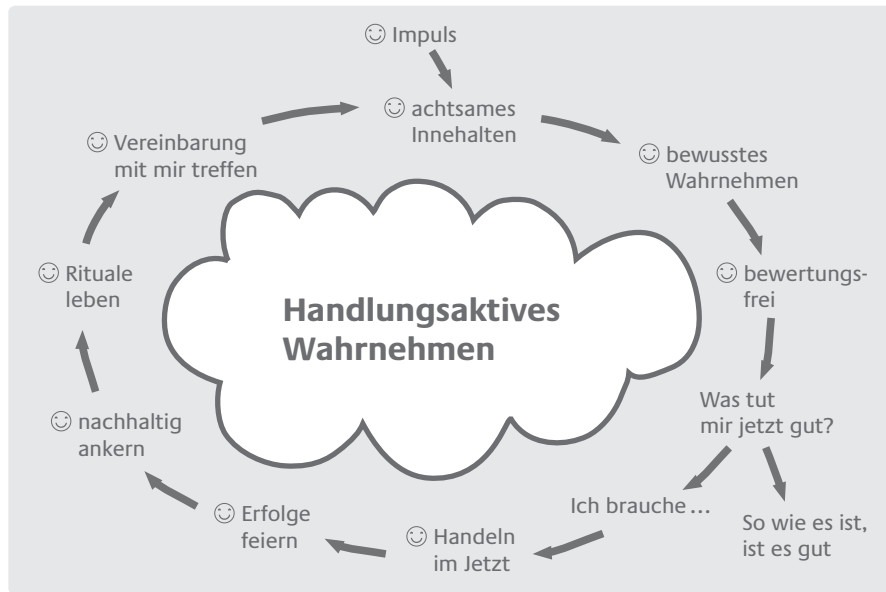 Impuls
achtsames
Innehalten
bewusstes
Wahrnehmen
bewertungs-
frei
Was tut
mir jetzt gut?
So wie es ist,
ist es gut
Ich brauche…
Handeln
im Jetzt
Erfolge
feiern
nachhaltig
ankern
Rituale
leben
Vereinbarung
mit mir treffen
Handlungsaktives
Wahrnehmen